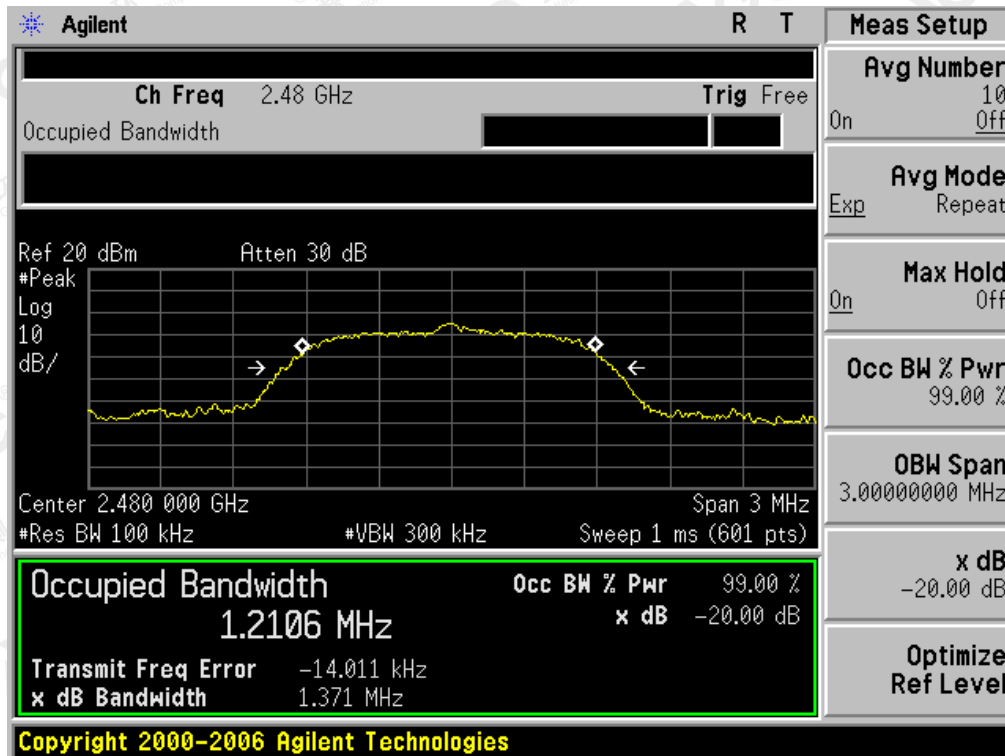 Agilent R T
Ch Freq 2.48 GHz Trig Free
Occupied Bandwidth
Ref 20 dBm Atten 30 dB
#Peak
Log
10
dB/
Center 2.480 000 GHz Span 3 MHz
#Res BW 100 kHz #VBW 300 kHz Sweep 1 ms (601 pts)
Occupied Bandwidth Occ BW % Pwr 99.00 %
1.2106 MHz x dB -20.00 dB
Transmit Freq Error -14.011 kHz
x dB Bandwidth 1.371 MHz
Copyright 2000-2006 Agilent Technologies
Meas Setup
Avg Number
10
On Off
Avg Mode
Exp Repeat
Max Hold
On Off
Occ BW % Pwr
99.00 %
OBW Span
3.00000000 MHz
x dB
-20.00 dB
Optimize
Ref Level